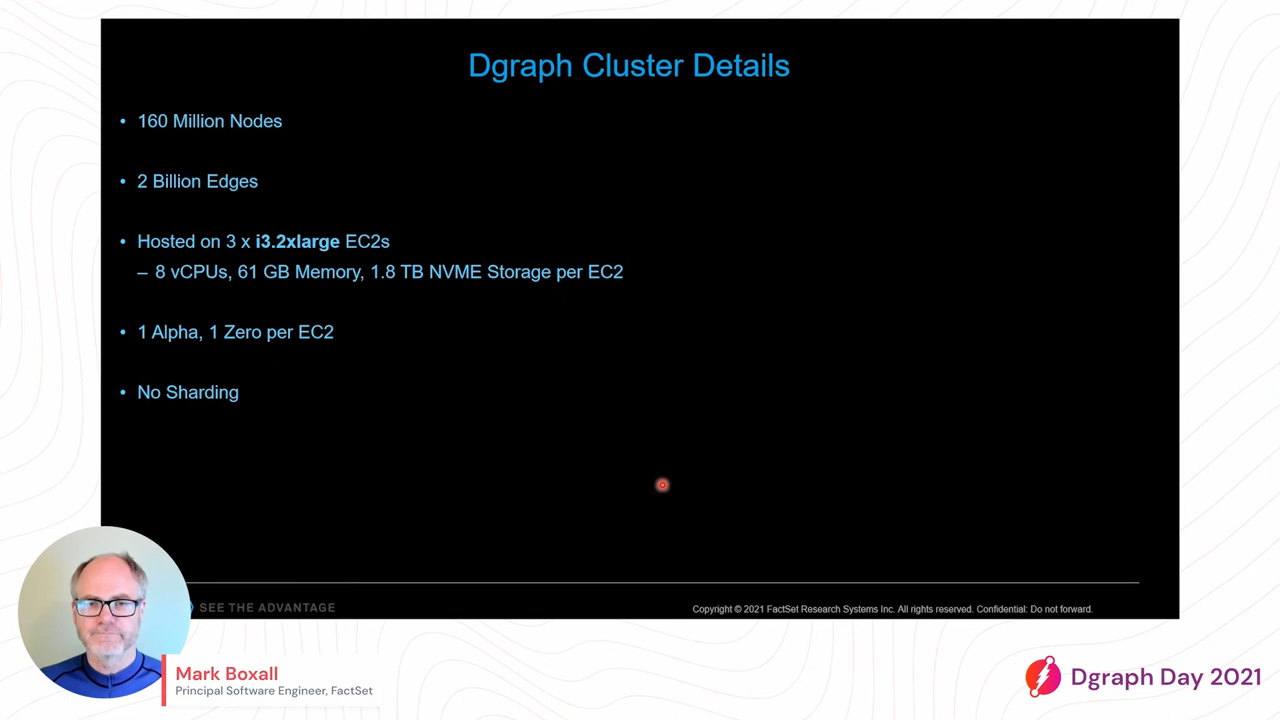 Dgraph Cluster Details
• 160 Million Nodes
• 2 Billion Edges
• Hosted on 3 x i3.2xlarge EC2s
– 8 vCPUs, 61 GB Memory, 1.8 TB NVME Storage per EC2
• 1 Alpha, 1 Zero per EC2
• No Sharding
SEE THE ADVANTAGE
Copyright © 2021 FactSet Research Systems Inc. All rights reserved. Confidential: Do not forward.
Mark Boxall
Principal Software Engineer, FactSet
Dgraph Day 2021